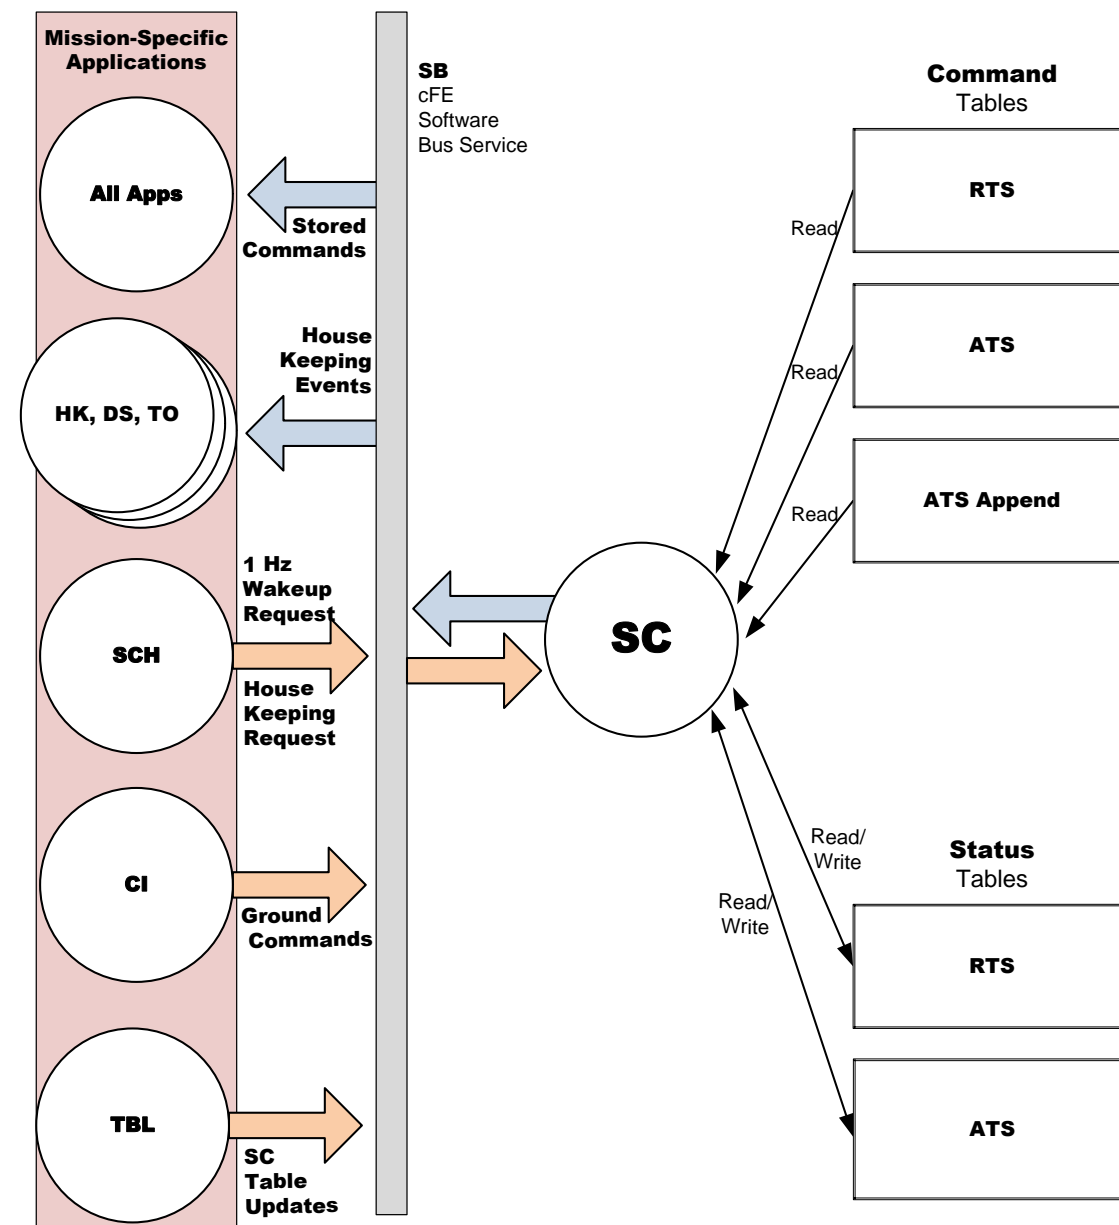 Mission-Specific
Applications
All Apps
Stored
Commands
House
Keeping
Events
HK, DS, TO
1 Hz
Wakeup
Request
SCH
House
Keeping
Request
CI
Ground
Commands
TBL
SC
Table
Updates
SB
cFE
Software
Bus Service
SC
Command
Tables
RTS
Read
ATS
Read
ATS Append
Read
Read/
Write
Read/
Write
Status
Tables
RTS
ATS